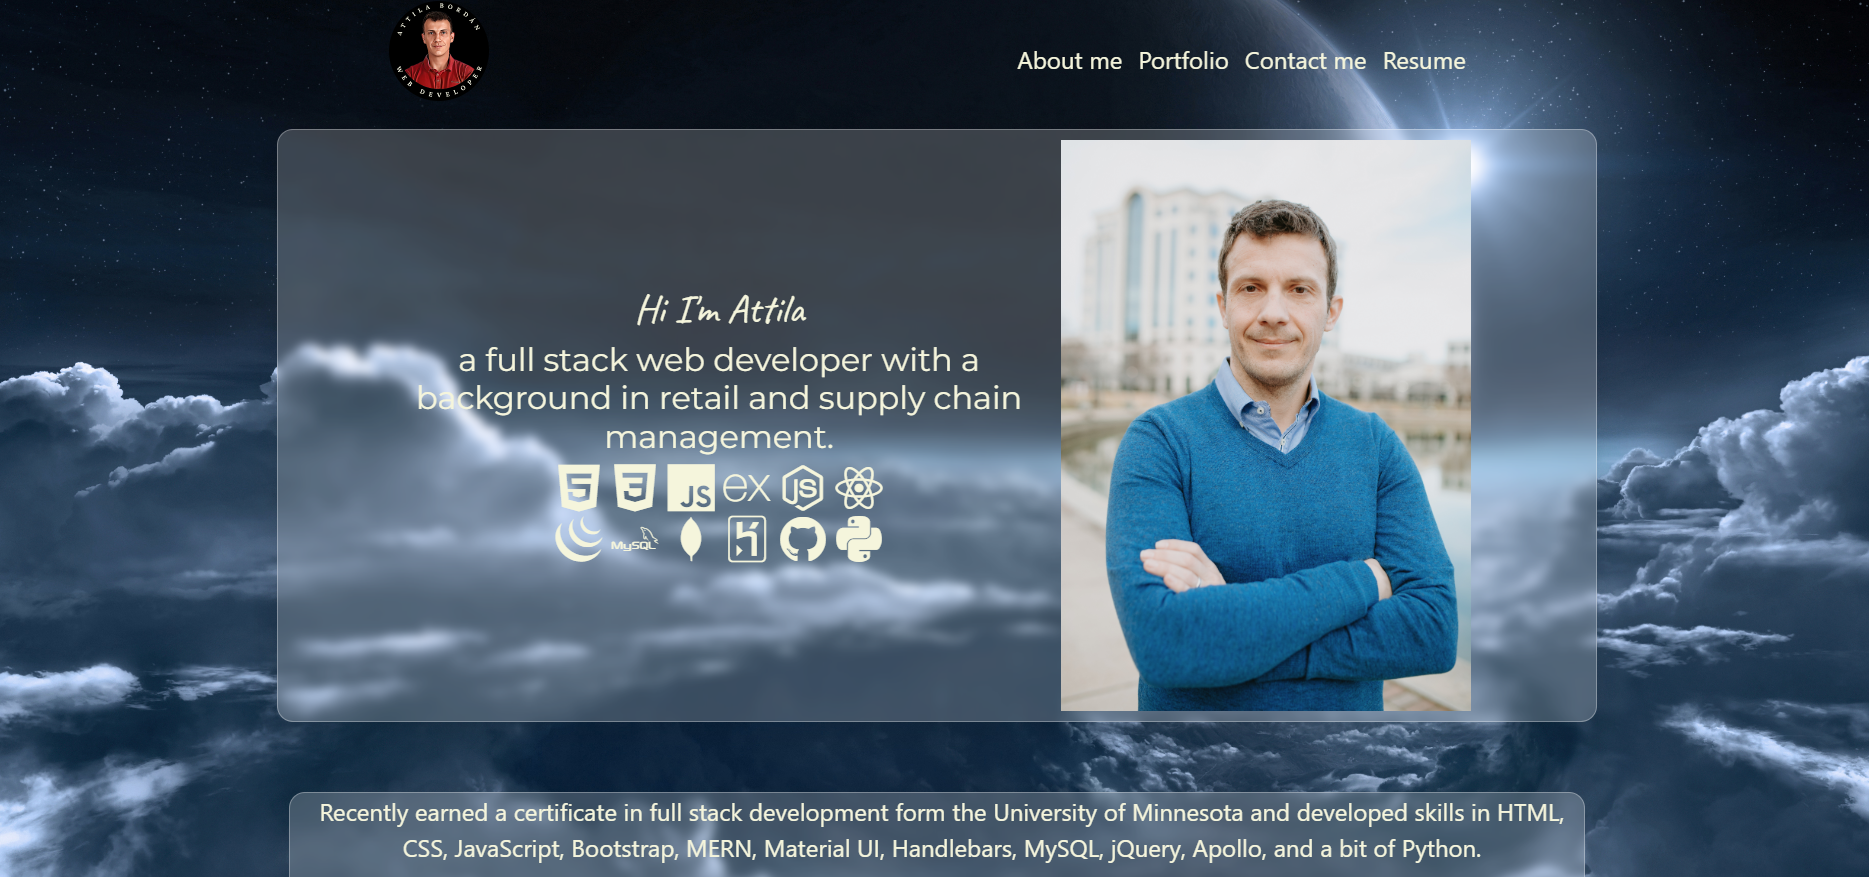 ATTILA BORDÁN
WEB DEVELOPER
About me Portfolio Contact me Resume
Hi I'm Attila
a full stack web developer with a
background in retail and supply chain
management.
5 3 JS ex JS
MySQL
Recently earned a certificate in full stack development form the University of Minnesota and developed skills in HTML,
CSS, JavaScript, Bootstrap, MERN, Material UI, Handlebars, MySQL, jQuery, Apollo, and a bit of Python.